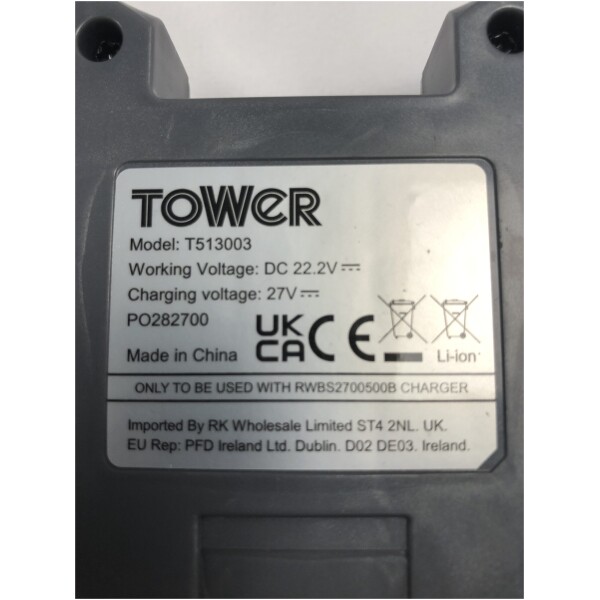 TOWER
Model: T513003
Working Voltage: DC 22.2V
Charging voltage: 27V
PO282700
UK
CA CE
Made in China
Li-ion
ONLY TO BE USED WITH RWBS2700500B CHARGER
Imported By RK Wholesale Limited ST4 2NL. UK.
EU Rep: PFD Ireland Ltd. Dublin. D02 DE03. Ireland.